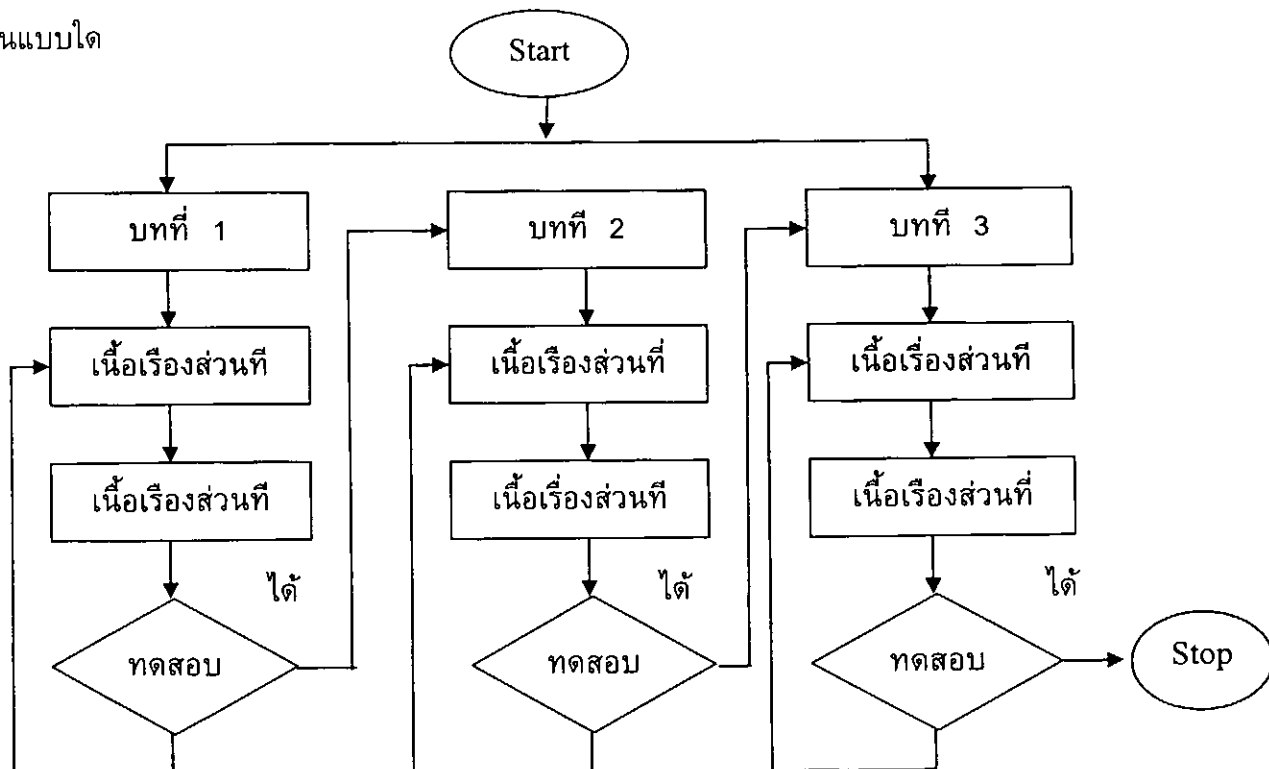 นแบบใด
Start
บทที่ 1
บทที 2
บทที 3
เนื้อเรืองส่วนที
เนื้อเรืองส่วนที่
เนื้อเรื่องส่วนที
เนื้อเรืองส่วนที
เนื้อเรื่องส่วนที
เนื้อเรืองส่วนที่
ได้
ได้
ได้
ทดสอบ
ทดสอบ
ทดสอบ
Stop